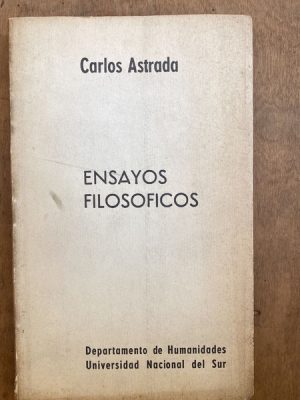 Carlos Astrada
ENSAYOS
FILOSOFICOS
Departamento de Humanidades
Universidad Nacional del Sur